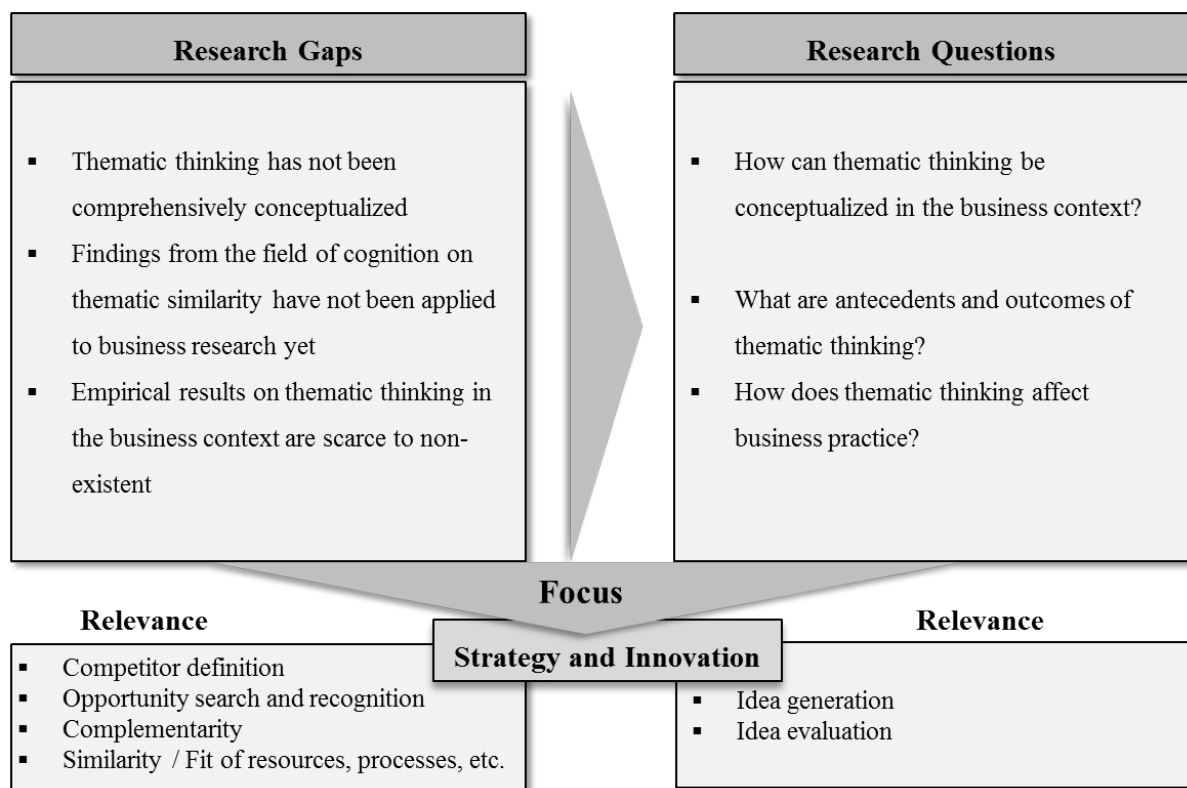 Research Gaps
▪ Thematic thinking has not been
comprehensively conceptualized
▪ Findings from the field of cognition on
thematic similarity have not been applied
to business research yet
▪ Empirical results on thematic thinking in
the business context are scarce to non-
existent
Research Questions
▪ How can thematic thinking be
conceptualized in the business context?
▪ What are antecedents and outcomes of
thematic thinking?
▪ How does thematic thinking affect
business practice?
Focus
Strategy and Innovation
Relevance
▪ Competitor definition
▪ Opportunity search and recognition
▪ Complementarity
▪ Similarity / Fit of resources, processes, etc.
Relevance
▪ Idea generation
▪ Idea evaluation